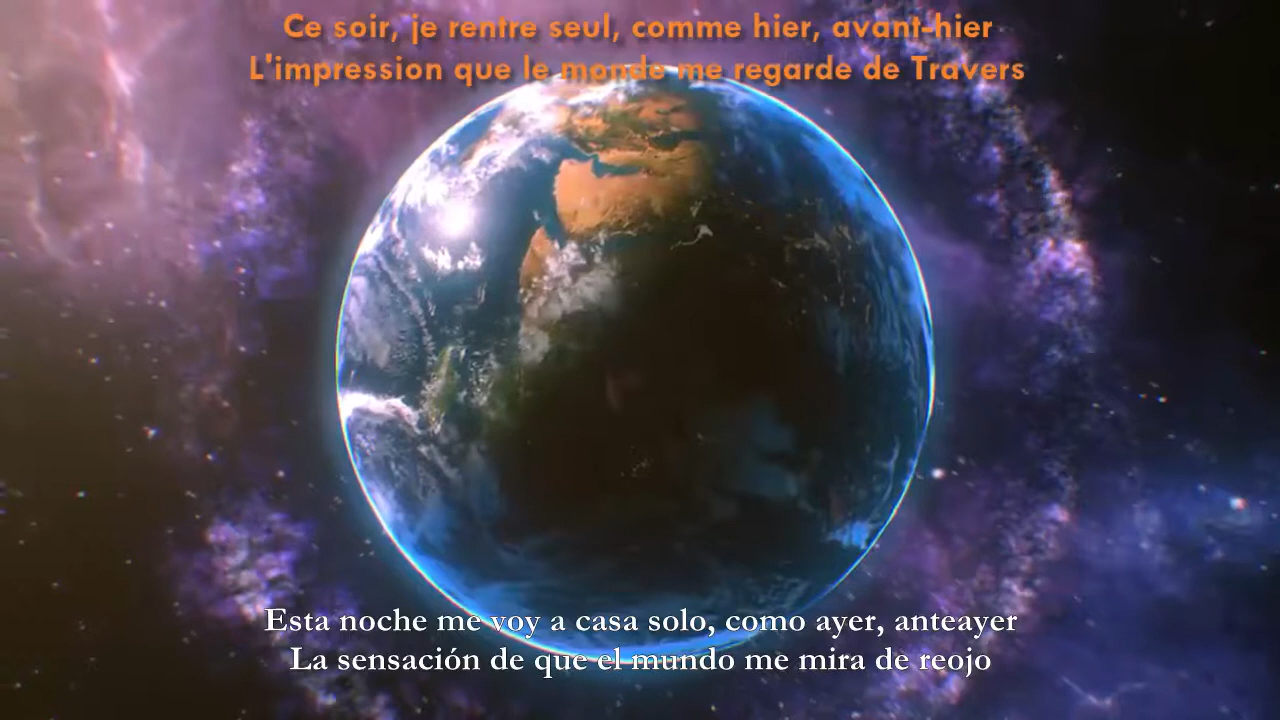 Ce soir, je rentre seul, comme hier, avant-hier
L'impression que le monde me regarde de Travers
Esta noche me voy a casa solo, como ayer, anteayer
La sensación de que el mundo me mira de reojo